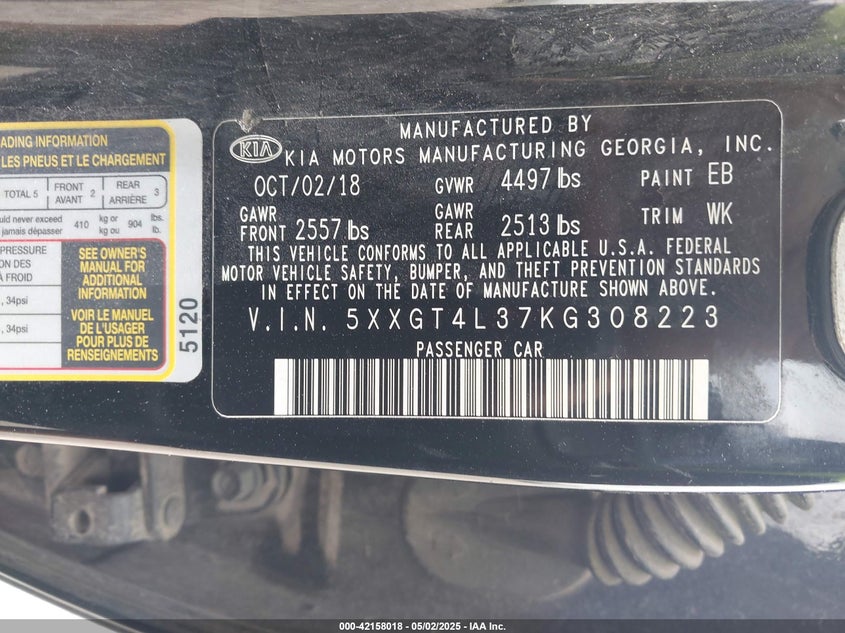 ADING INFORMATION
LES PNEUS ET LE CHARGEMENT
TOTAL 5 FRONT AVANT 2 REAR ARRIÈRE 3
uld never exceed 410 kg or 904 lbs.
jamais dépasser kg ou lb.
PRESSURE
ION DES
À FROID
, 34psi
, 34psi
SEE OWNER'S
MANUAL FOR
ADDITIONAL
INFORMATION
VOIR LE MANUEL
DE L'USAGER
POUR PLUS DE
RENSEIGNEMENTS
5120
MANUFACTURED BY
KIA KIA MOTORS MANUFACTURING GEORGIA, INC.
OCT/02/18 GVWR 4497 lbs PAINT EB
GAWR FRONT 2557 lbs GAWR REAR 2513 lbs TRIM WK
THIS VEHICLE CONFORMS TO ALL APPLICABLE U.S.A. FEDERAL
MOTOR VEHICLE SAFETY, BUMPER, AND THEFT PREVENTION STANDARDS
IN EFFECT ON THE DATE OF MANUFACTURE SHOWN ABOVE.
V.I.N. 5XXGT4L37KG308223
PASSENGER CAR
000-42158018 - 05/02/2025 - IAA Inc.